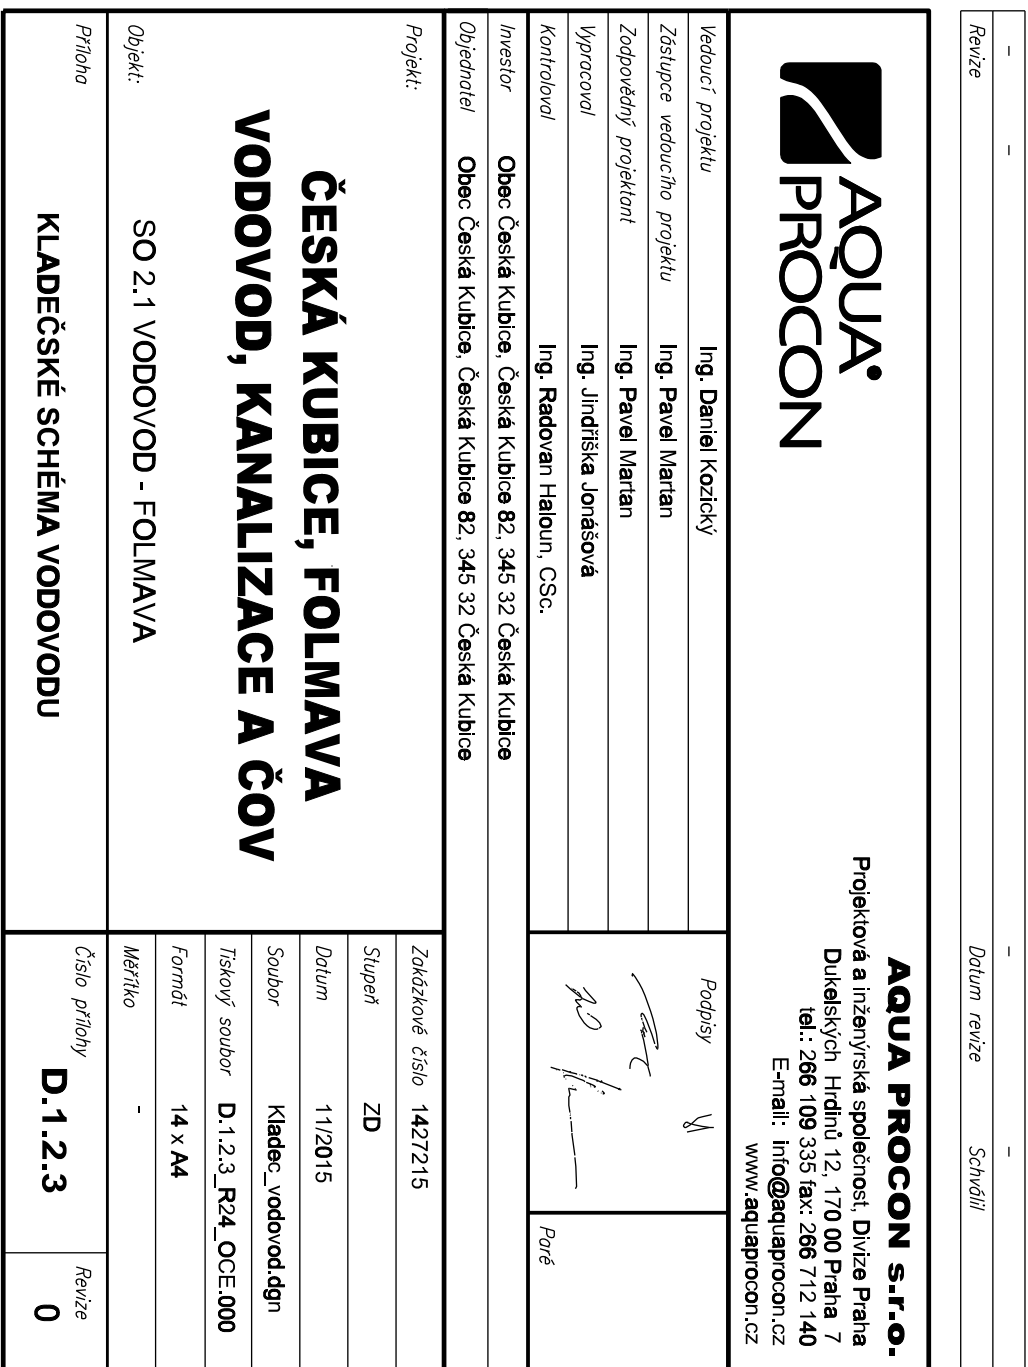 - - - -
Revize Datum revize Schválil
AQUA
PROCON
AQUA PROCON s.r.o.
Projektová a inženýrská společnost, Divize Praha
Dukelských Hrdinů 12, 170 00 Praha 7
tel.: 266 109 335 fax: 266 712 140
E-mail: info@aquaprocon.cz
www.aquaprocon.cz
Vedoucí projektu Ing. Daniel Kozický
Zástupce vedoucího projektu Ing. Pavel Martan
Zodpovědný projektant Ing. Pavel Martan
Vypracoval Ing. Jindřiška Jonášová
Kontroloval Ing. Radovan Haloun, CSc.
Podpisy
Paré
Investor Obec Česká Kubice, Česká Kubice 82, 345 32 Česká Kubice
Objednatel Obec Česká Kubice, Česká Kubice 82, 345 32 Česká Kubice
Projekt:
ČESKÁ KUBICE, FOLMAVA
VODOVOD, KANALIZACE A ČOV
Objekt:
SO 2.1 VODOVOD - FOLMAVA
Zakázkové číslo 1427215
Stupeň ZD
Datum 11/2015
Soubor Kladec_vodovod.dgn
Tiskový soubor D.1.2.3_R24_OCE.000
Formát 14 x A4
Měřítko -
Příloha
KLADEČSKÉ SCHÉMA VODOVODU
Číslo přílohy
D.1.2.3
Revize
0